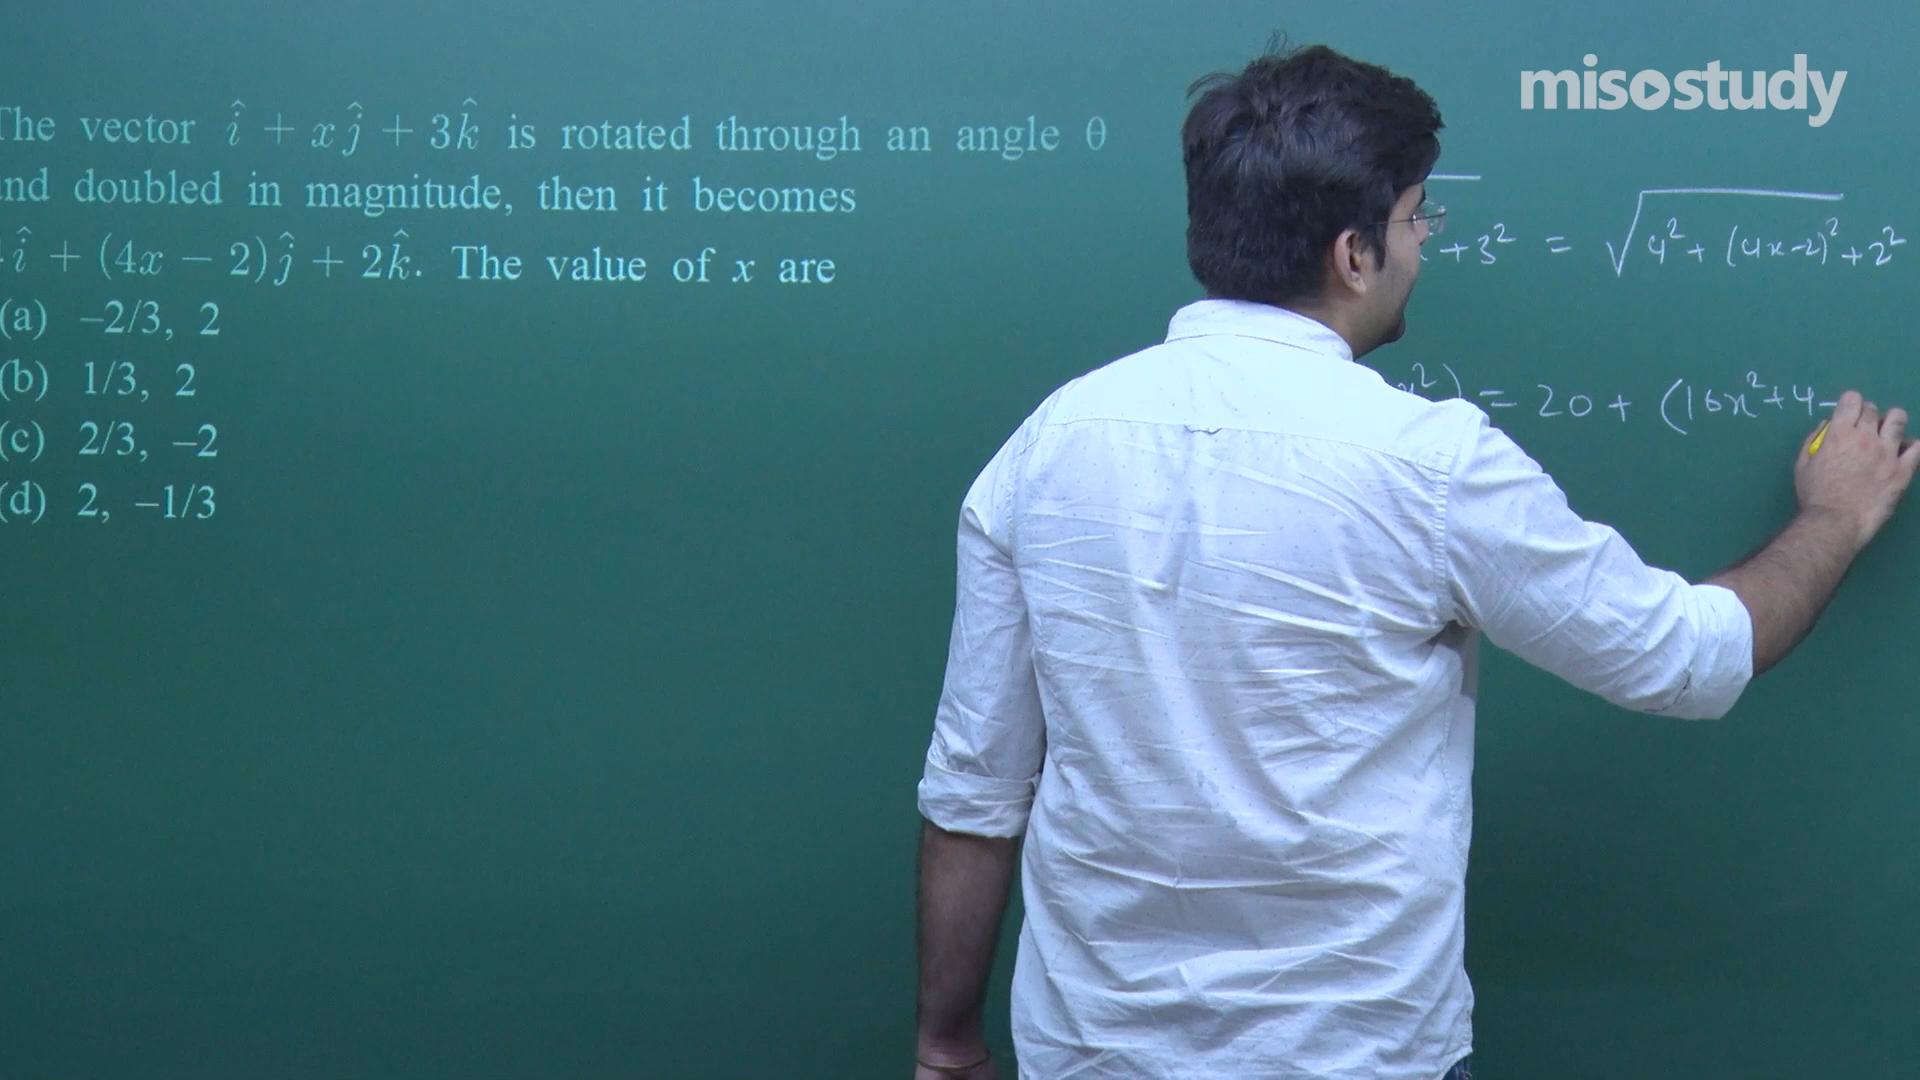 misostudy
The vector î + xĵ + 3k̂ is rotated through an angle θ
and doubled in magnitude, then it becomes
î + (4x − 2)ĵ + 2k̂. The value of x are
(a) –2/3, 2
(b) 1/3, 2
(c) 2/3, –2
(d) 2, –1/3
+ 3² = √4² + (4x-2)² + 2²
x²) = 20 + (16x² + 4 -